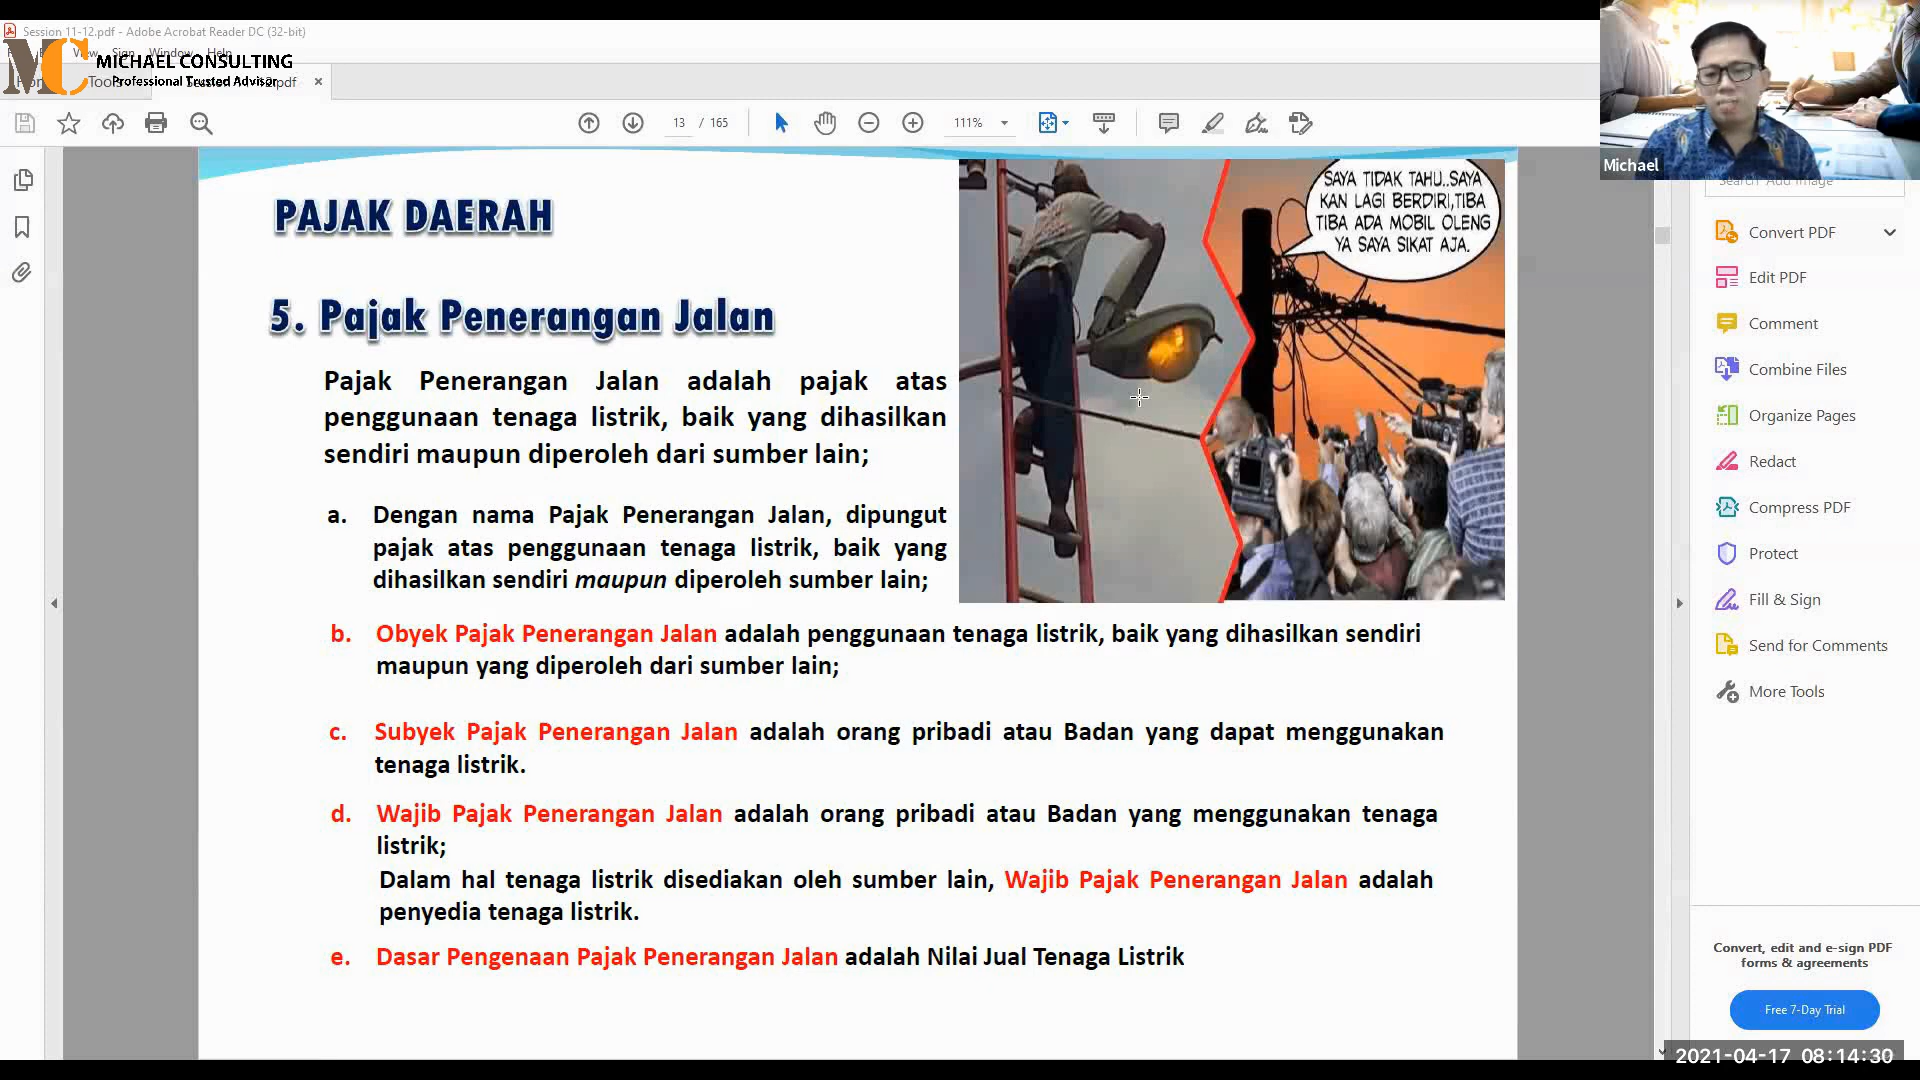 Session 11-12.pdf - Adobe Acrobat Reader DC (32-bit)
View Sign Window Help
MICHAEL CONSULTING
Professional Trusted Advisor
MC
Tools
13 / 165
111%
Michael
PAJAK DAERAH
5. Pajak Penerangan Jalan
Pajak Penerangan Jalan adalah pajak atas
penggunaan tenaga listrik, baik yang dihasilkan
sendiri maupun diperoleh dari sumber lain;
a. Dengan nama Pajak Penerangan Jalan, dipungut
pajak atas penggunaan tenaga listrik, baik yang
dihasilkan sendiri maupun diperoleh sumber lain;
SAYA TIDAK TAHU..SAYA
KAN LAGI BERDIRI,TIBA
TIBA ADA MOBIL OLENG
YA SAYA SIKAT AJA.
b. Obyek Pajak Penerangan Jalan adalah penggunaan tenaga listrik, baik yang dihasilkan sendiri
maupun yang diperoleh dari sumber lain;
c. Subyek Pajak Penerangan Jalan adalah orang pribadi atau Badan yang dapat menggunakan
tenaga listrik.
d. Wajib Pajak Penerangan Jalan adalah orang pribadi atau Badan yang menggunakan tenaga
listrik;
Dalam hal tenaga listrik disediakan oleh sumber lain, Wajib Pajak Penerangan Jalan adalah
penyedia tenaga listrik.
e. Dasar Pengenaan Pajak Penerangan Jalan adalah Nilai Jual Tenaga Listrik
Search 'Add Image'
Convert PDF
Edit PDF
Comment
Combine Files
Organize Pages
Redact
Compress PDF
Protect
Fill & Sign
Send for Comments
More Tools
Convert, edit and e-sign PDF
forms & agreements
Free 7-Day Trial
2021-04-17 08:14:30